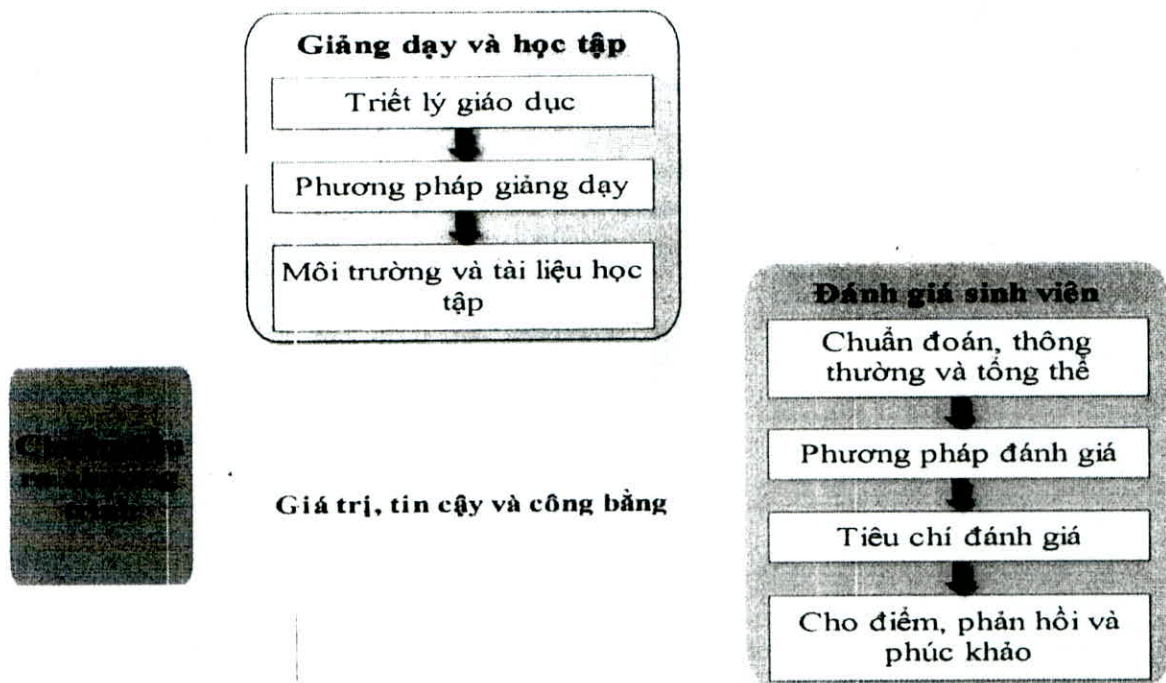 Giảng dạy và học tập
Triết lý giáo dục
Phương pháp giảng dạy
Môi trường và tài liệu học
tập
Đánh giá sinh viên
Chuẩn đoán, thông
thường và tổng thể
Phương pháp đánh giá
Tiêu chí đánh giá
Cho điểm, phản hồi và
phúc khảo
Giá trị, tin cậy và công bằng